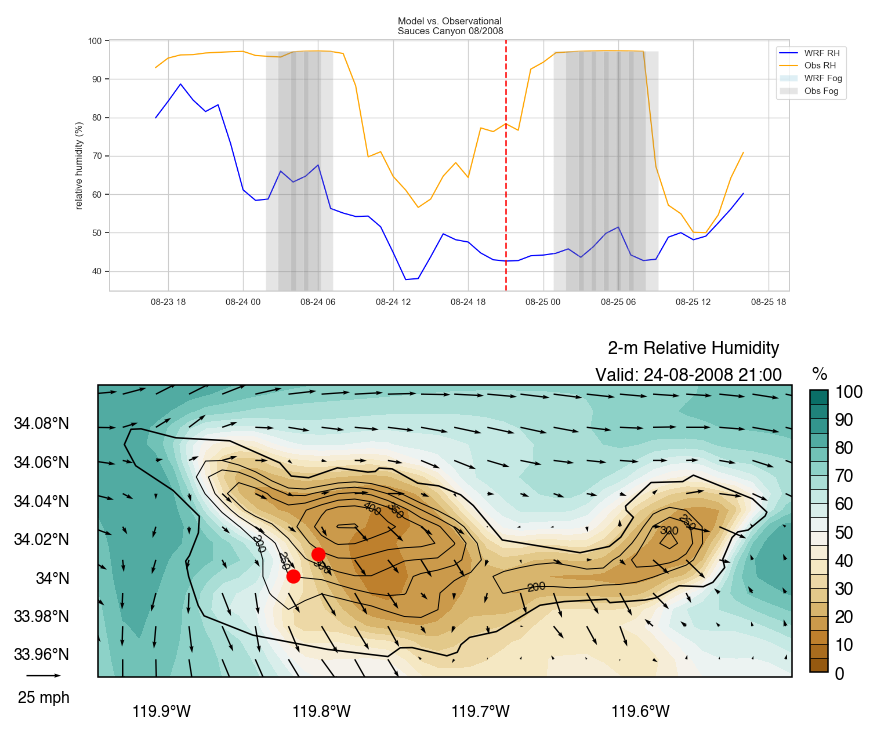 Model vs. Observational
Sauces Canyon 08/2008
relative humidity (%)
100
90
80
70
60
50
40
08-23 18
08-24 00
08-24 06
08-24 12
08-24 18
08-25 00
08-25 06
08-25 12
08-25 18
WRF RH
Obs RH
WRF Fog
Obs Fog
2-m Relative Humidity
Valid: 24-08-2008 21:00
%
34.08°N
34.06°N
34.04°N
34.02°N
34°N
33.98°N
33.96°N
25 mph
119.9°W
119.8°W
119.7°W
119.6°W
400
350
200
250
300
200
300
250
100
90
80
70
60
50
40
30
20
10
0